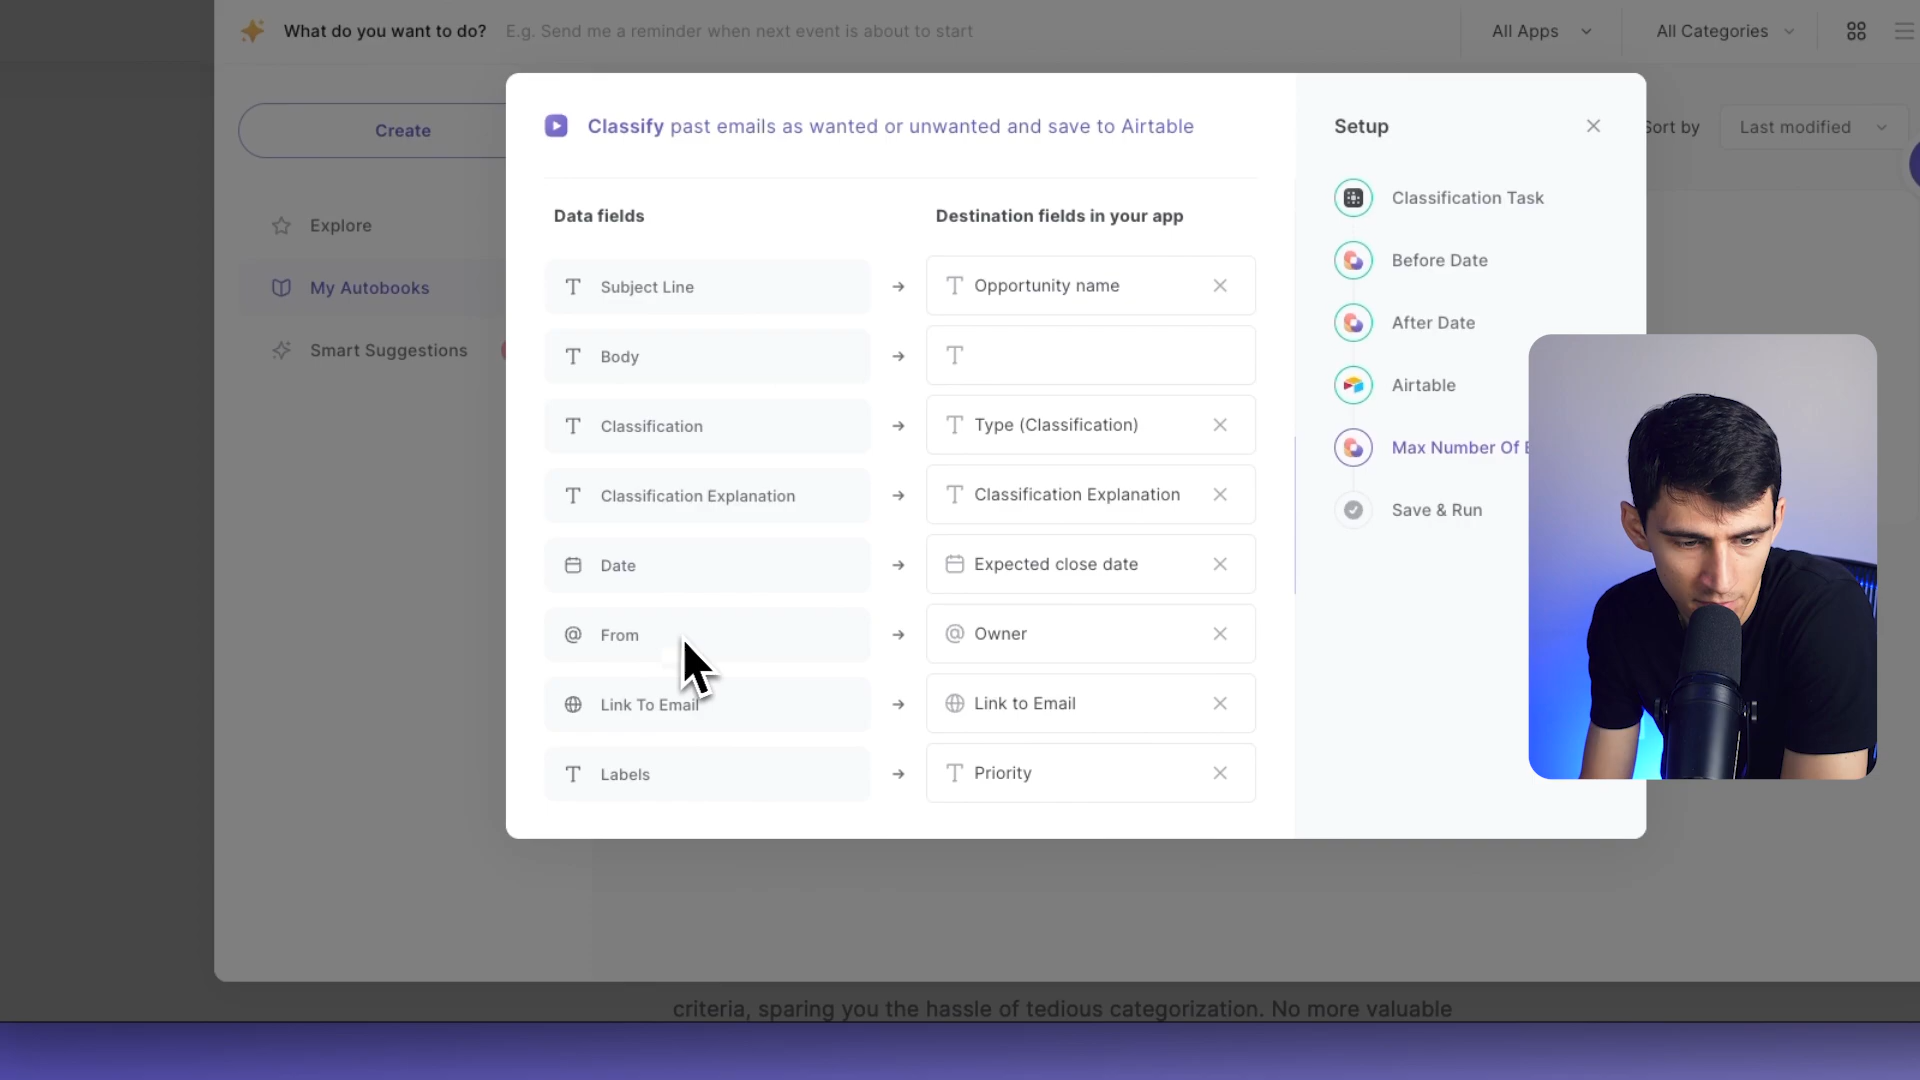 What do you want to do?
E.g. Send me a reminder when next event is about to start
All Apps
All Categories
Create
Explore
My Autobooks
Smart Suggestions
Sort by
Last modified
Classify past emails as wanted or unwanted and save to Airtable
Data fields
Destination fields in your app
Subject Line
Opportunity name
Body
Classification
Type (Classification)
Classification Explanation
Classification Explanation
Date
Expected close date
From
Owner
Link To Email
Link to Email
Labels
Priority
Setup
Classification Task
Before Date
After Date
Airtable
Max Number Of
Save & Run
criteria, sparing you the hassle of tedious categorization. No more valuable